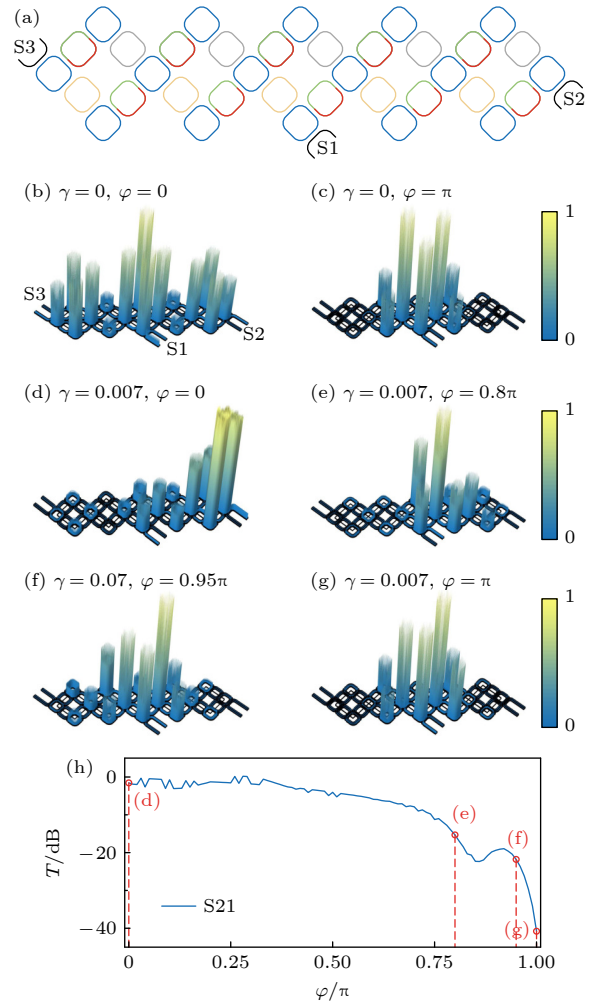 (a)
S3
S2
S1
(b) γ = 0, φ = 0
(c) γ = 0, φ = π
1
0
S3
S2
S1
(d) γ = 0.007, φ = 0
(e) γ = 0.007, φ = 0.8π
1
0
(f) γ = 0.07, φ = 0.95π
(g) γ = 0.007, φ = π
1
0
(h)
0
−20
−40
T/dB
(d)
(e)
(f)
(g)
S21
0
0.25
0.50
0.75
1.00
φ/π